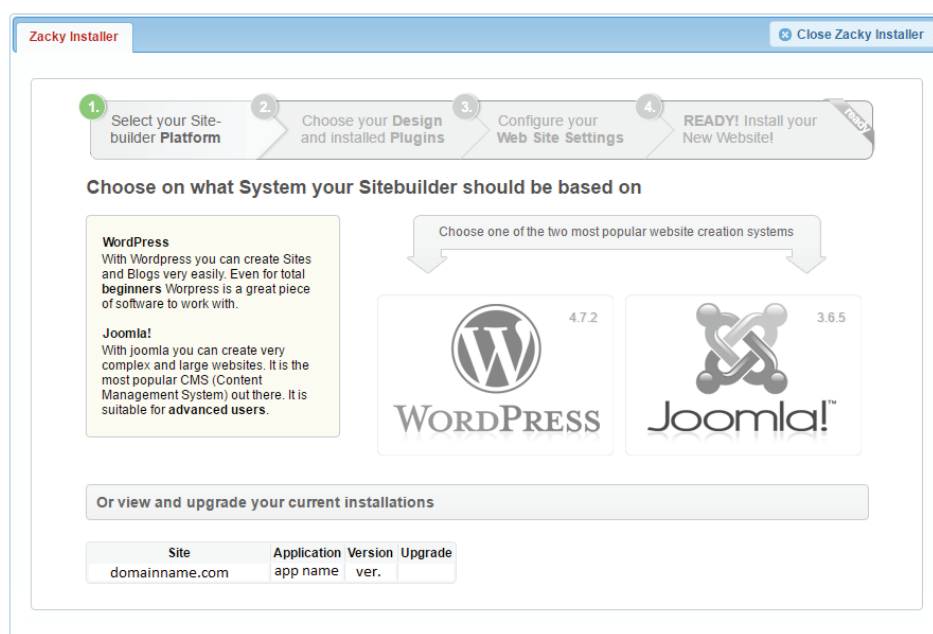 Zacky Installer
Close Zacky Installer
1.
Select your Site-
builder Platform
2.
Choose your Design
and installed Plugins
3.
Configure your
Web Site Settings
4.
READY! Install your
New Website!
ready
Choose on what System your Sitebuilder should be based on
WordPress
With Wordpress you can create Sites
and Blogs very easily. Even for total
beginners Worpress is a great piece
of software to work with.
Joomla!
With joomla you can create very
complex and large websites. It is the
most popular CMS (Content
Management System) out there. It is
suitable for advanced users.
Choose one of the two most popular website creation systems
4.7.2
WORDPRESS
3.6.5
Joomla!™
Or view and upgrade your current installations
Site Application Version Upgrade
domainname.com app name ver.